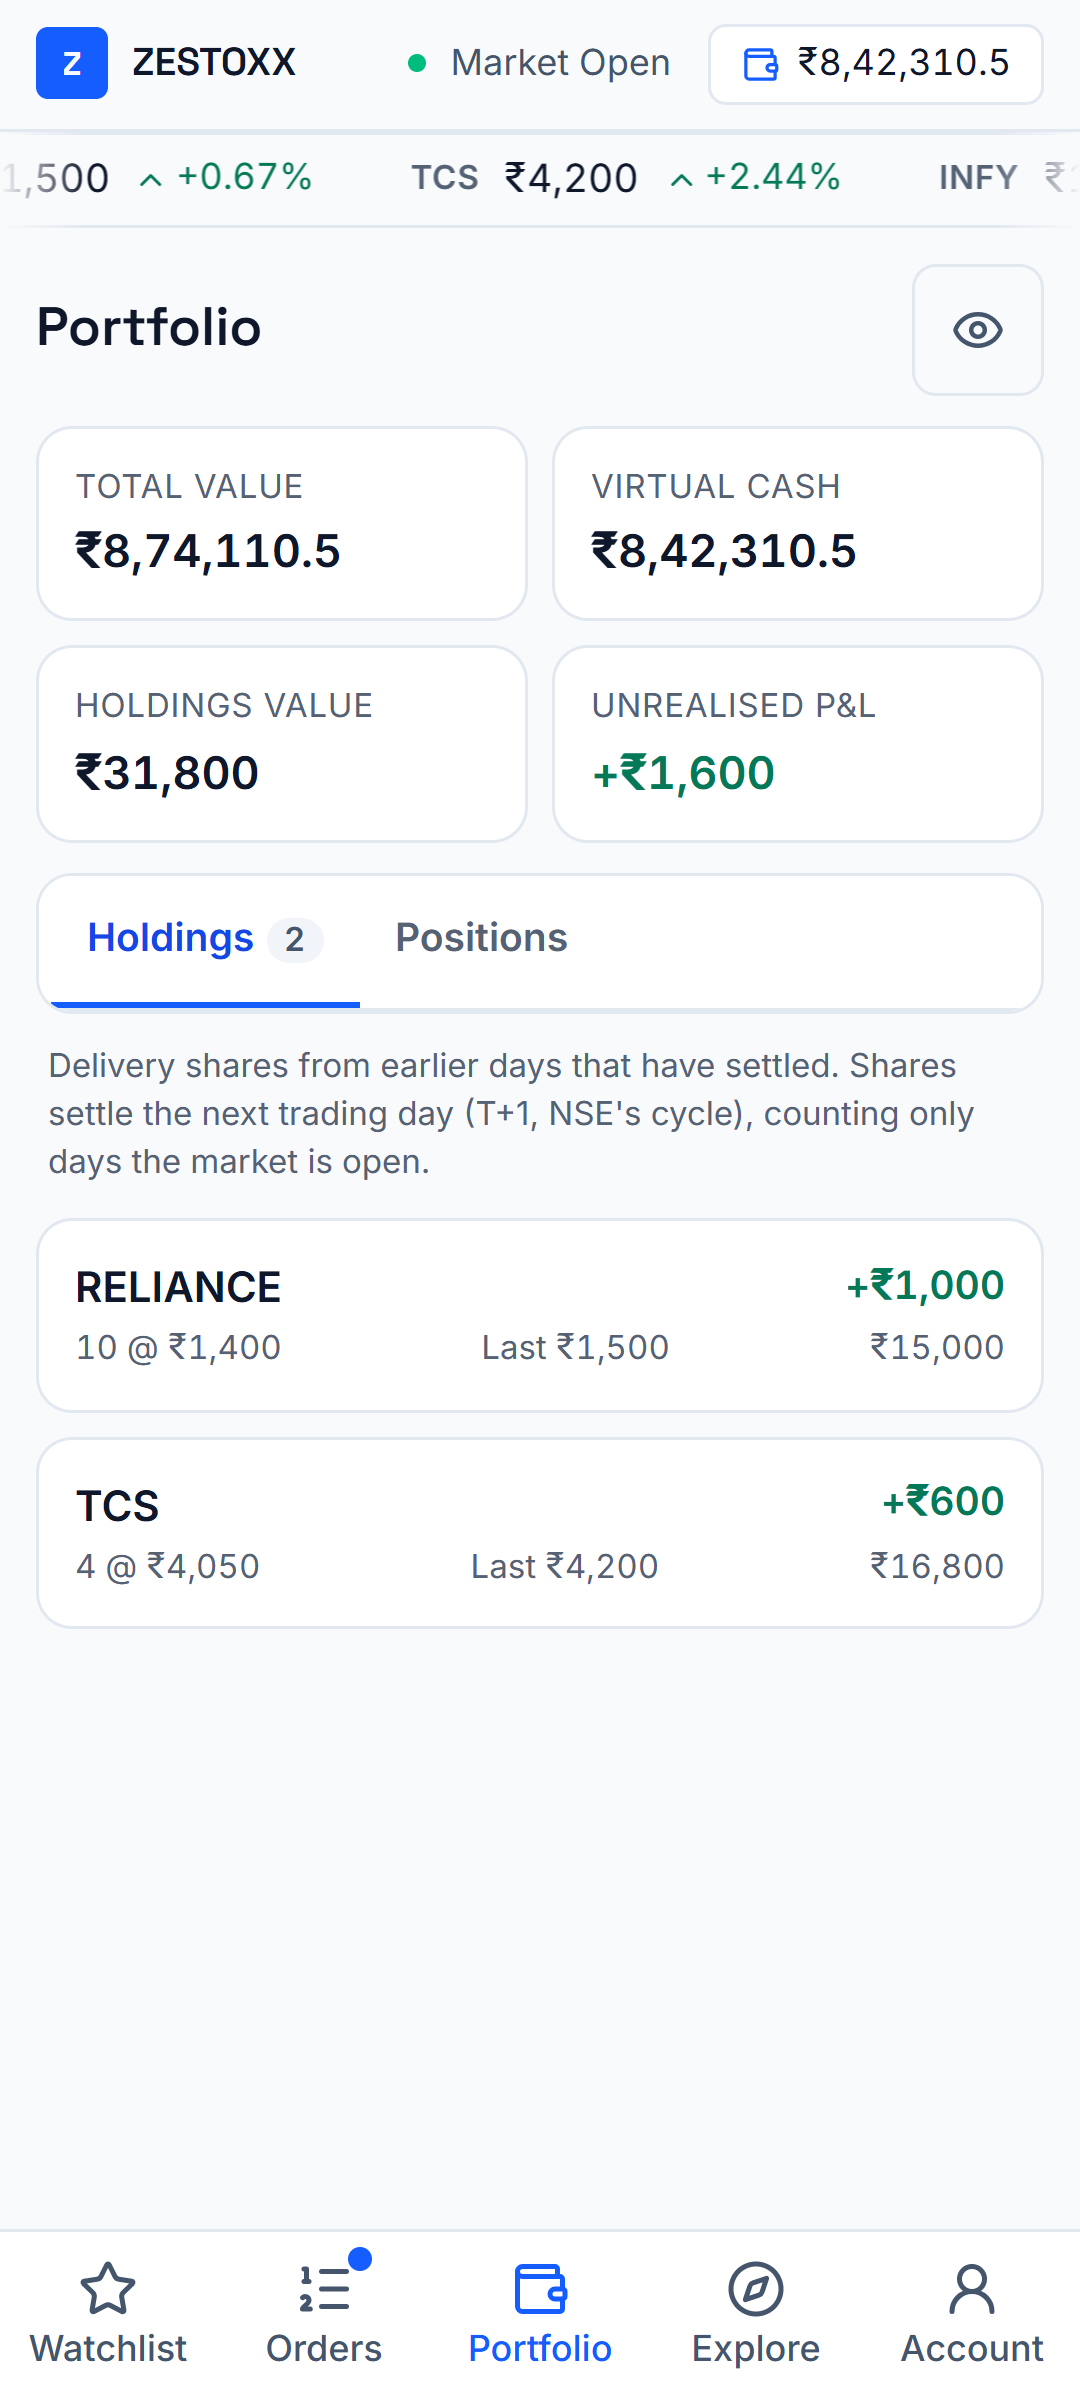 Z ZESTOXX Market Open ₹8,42,310.5
1,500 +0.67% TCS ₹4,200 +2.44% INFY
Portfolio
TOTAL VALUE
₹8,74,110.5
VIRTUAL CASH
₹8,42,310.5
HOLDINGS VALUE
₹31,800
UNREALISED P&L
+₹1,600
Holdings 2 Positions
Delivery shares from earlier days that have settled. Shares
settle the next trading day (T+1, NSE's cycle), counting only
days the market is open.
RELIANCE +₹1,000
10 @ ₹1,400 Last ₹1,500 ₹15,000
TCS +₹600
4 @ ₹4,050 Last ₹4,200 ₹16,800
Watchlist Orders Portfolio Explore Account